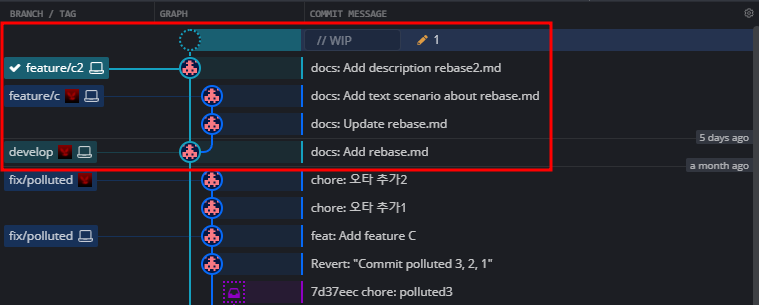 BRANCH / TAG GRAPH COMMIT MESSAGE
// WIP 1
feature/c2 docs: Add description rebase2.md
feature/c docs: Add text scenario about rebase.md
docs: Update rebase.md
5 days ago
develop docs: Add rebase.md
a month ago
fix/polluted chore: 오타 추가2
chore: 오타 추가1
fix/polluted feat: Add feature C
Revert: "Commit polluted 3, 2, 1"
7d37eec chore: polluted3